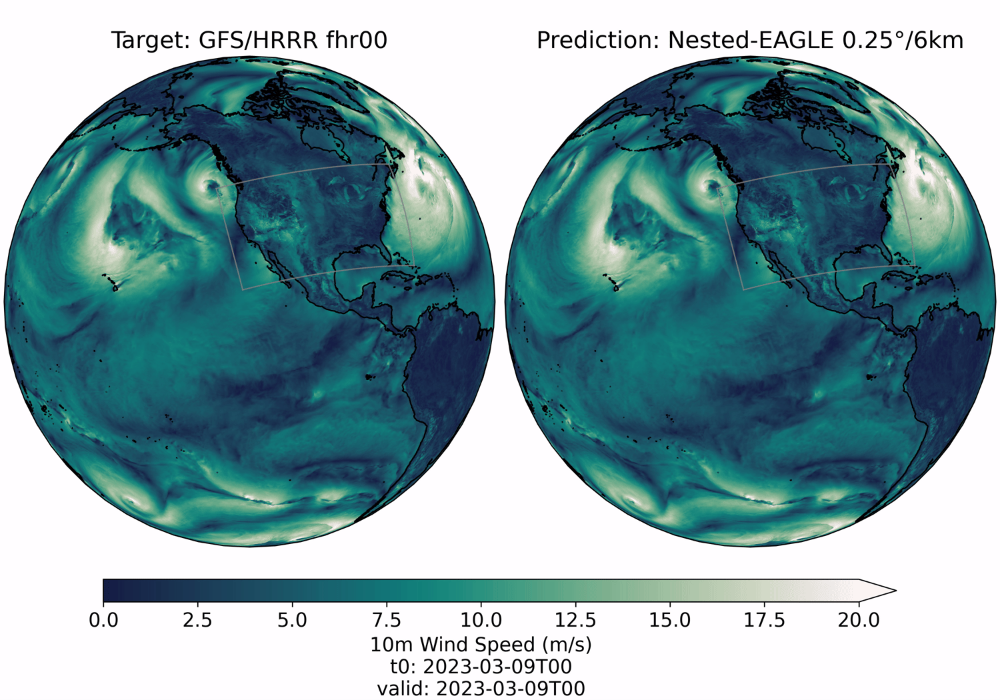 Target: GFS/HRRR fhr00
Prediction: Nested-EAGLE 0.25°/6km
0.0 2.5 5.0 7.5 10.0 12.5 15.0 17.5 20.0
10m Wind Speed (m/s)
t0: 2023-03-09T00
valid: 2023-03-09T00